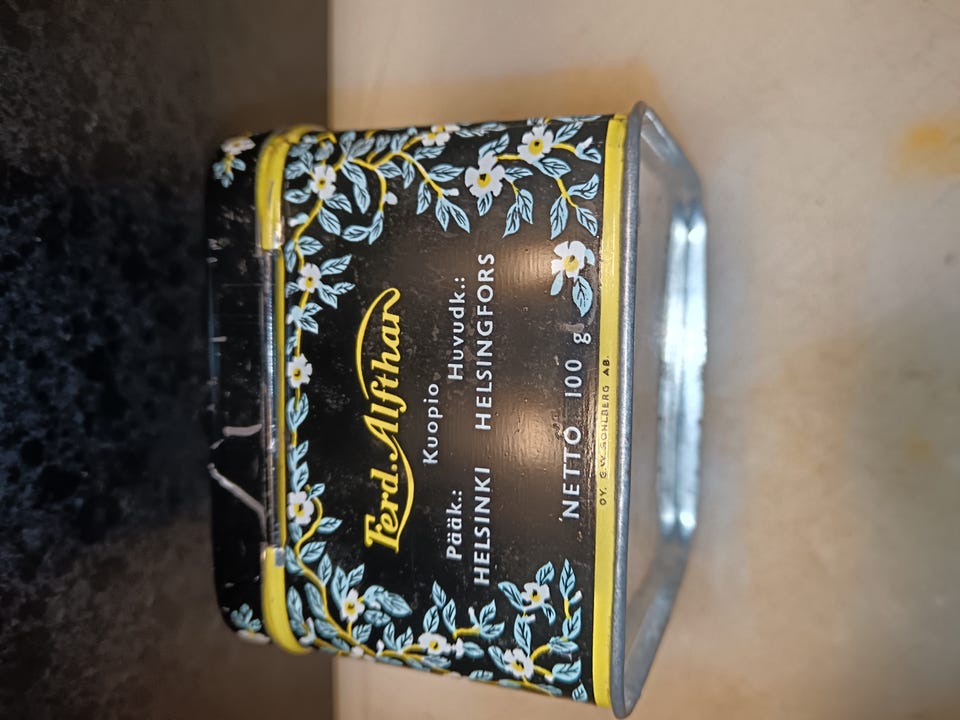 Ferd. Alfthan
Kuopio
Pääk.: Huvudk.:
HELSINKI HELSINGFORS
NETTO 100 g
OY. G.W. SOHLBERG AB.